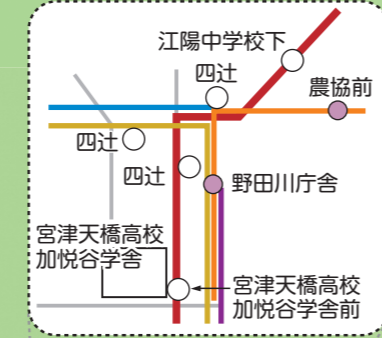 江陽中学校下
四辻
農協前
四辻
四辻
野田川庁舎
宮津天橋高校
加悦谷学舎
宮津天橋高校
加悦谷学舎前